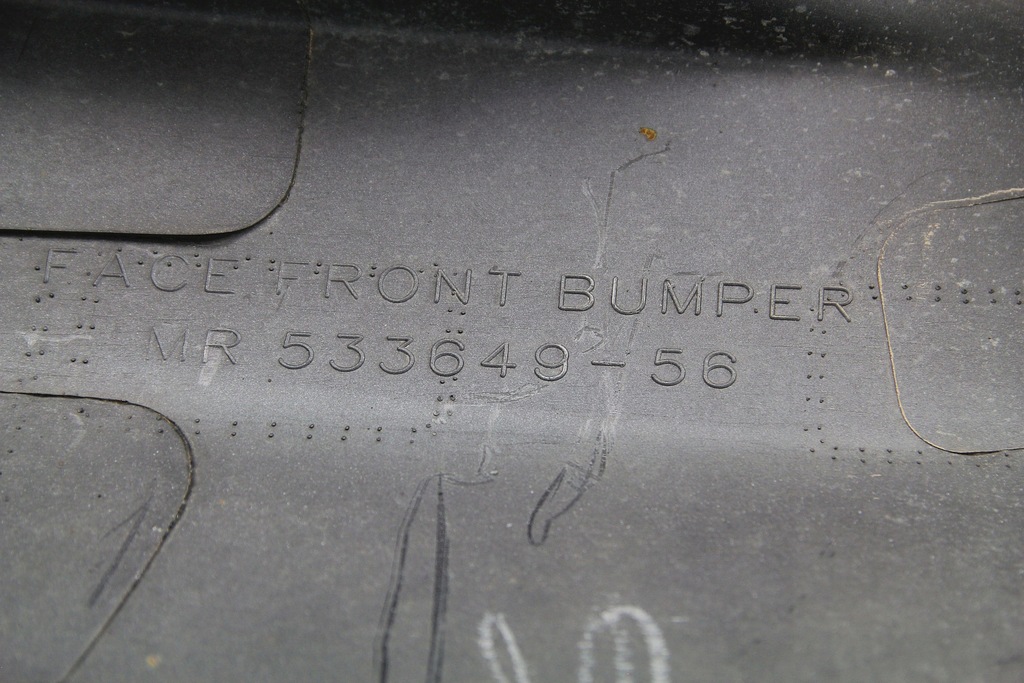 FACE FRONT BUMPER
MR 533649-56